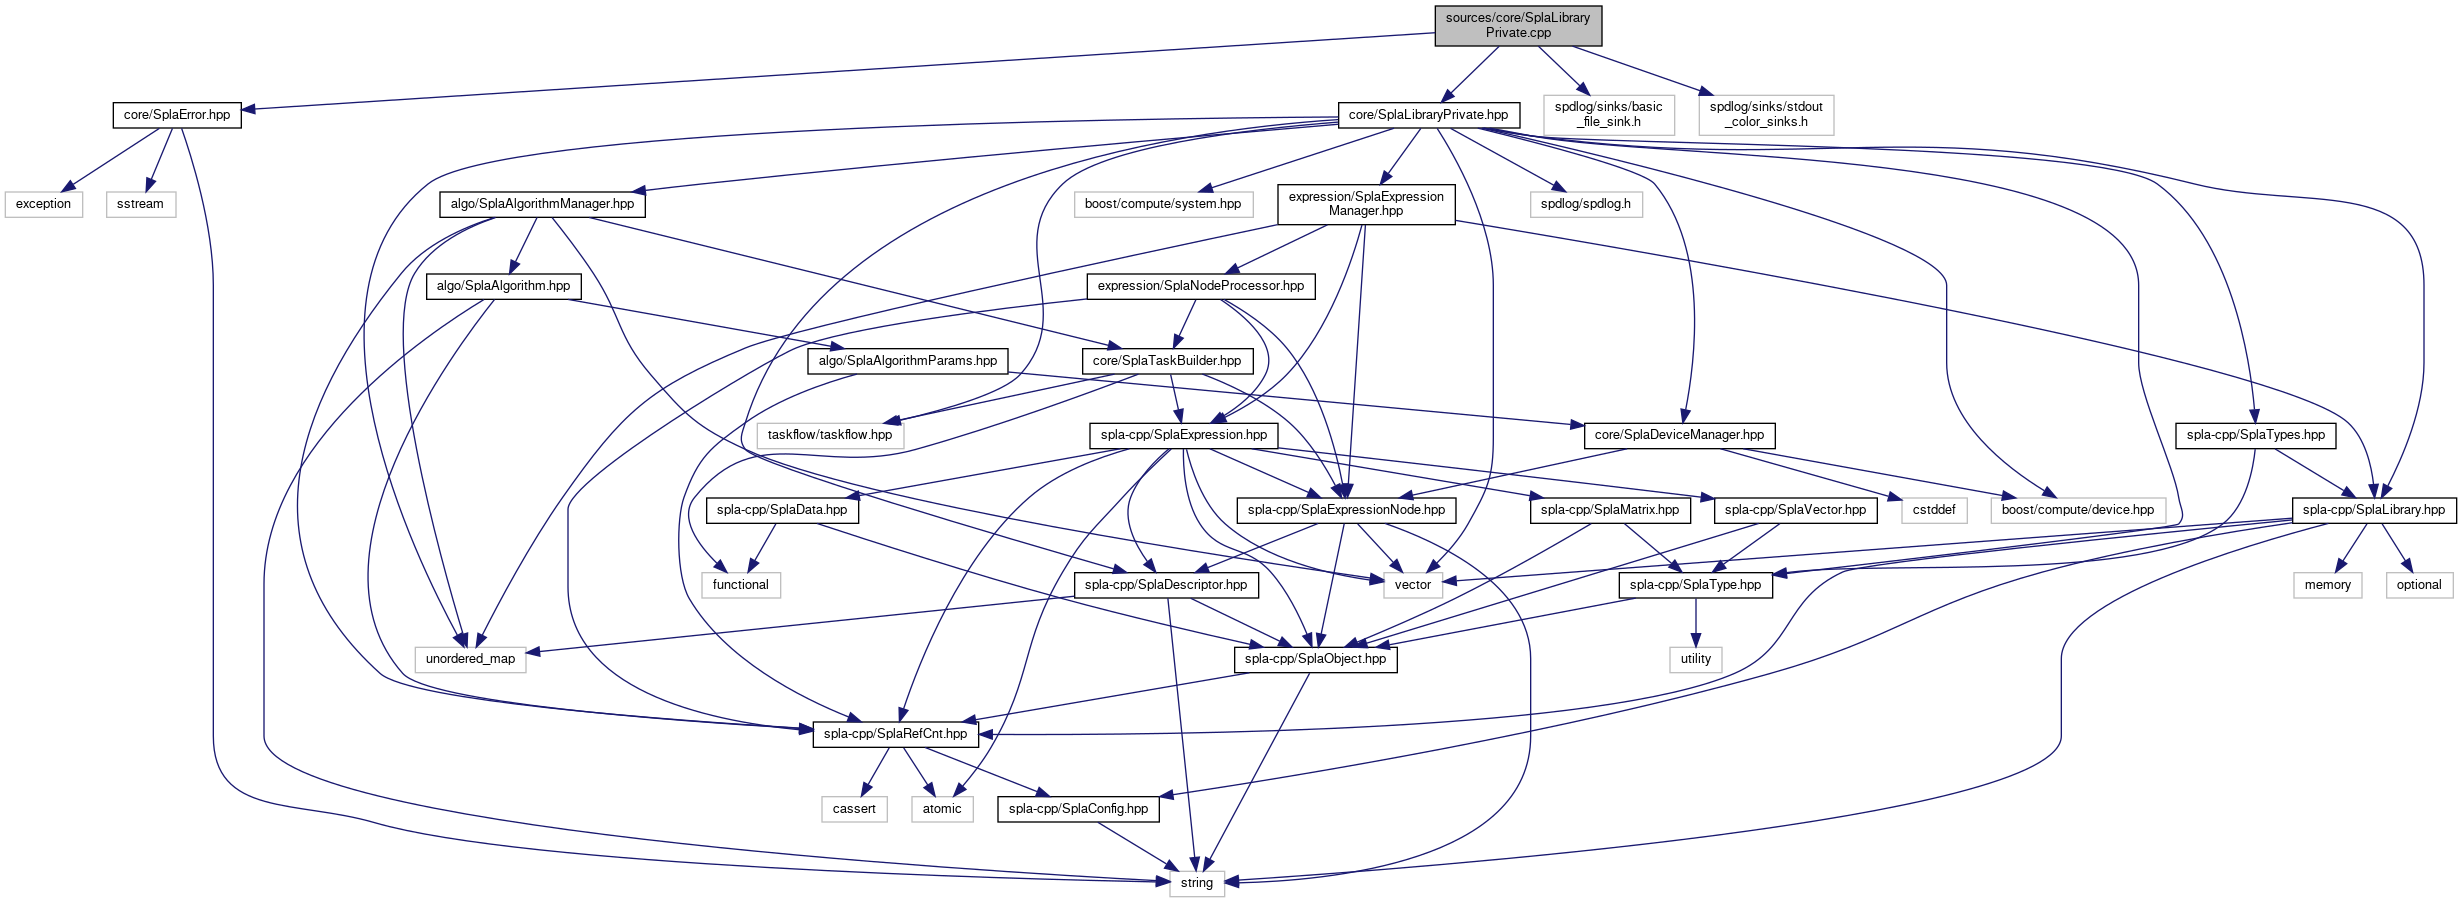 sources/core/SplaLibrary
Private.cpp
core/SplaError.hpp
core/SplaLibraryPrivate.hpp
spdlog/sinks/basic
_file_sink.h
spdlog/sinks/stdout
_color_sinks.h
exception
sstream
algo/SplaAlgorithmManager.hpp
boost/compute/system.hpp
expression/SplaExpression
Manager.hpp
spdlog/spdlog.h
algo/SplaAlgorithm.hpp
expression/SplaNodeProcessor.hpp
algo/SplaAlgorithmParams.hpp
core/SplaTaskBuilder.hpp
taskflow/taskflow.hpp
spla-cpp/SplaExpression.hpp
core/SplaDeviceManager.hpp
spla-cpp/SplaTypes.hpp
spla-cpp/SplaData.hpp
spla-cpp/SplaExpressionNode.hpp
spla-cpp/SplaMatrix.hpp
spla-cpp/SplaVector.hpp
cstddef
boost/compute/device.hpp
spla-cpp/SplaLibrary.hpp
functional
spla-cpp/SplaDescriptor.hpp
vector
spla-cpp/SplaType.hpp
memory
optional
unordered_map
spla-cpp/SplaObject.hpp
utility
spla-cpp/SplaRefCnt.hpp
cassert
atomic
spla-cpp/SplaConfig.hpp
string